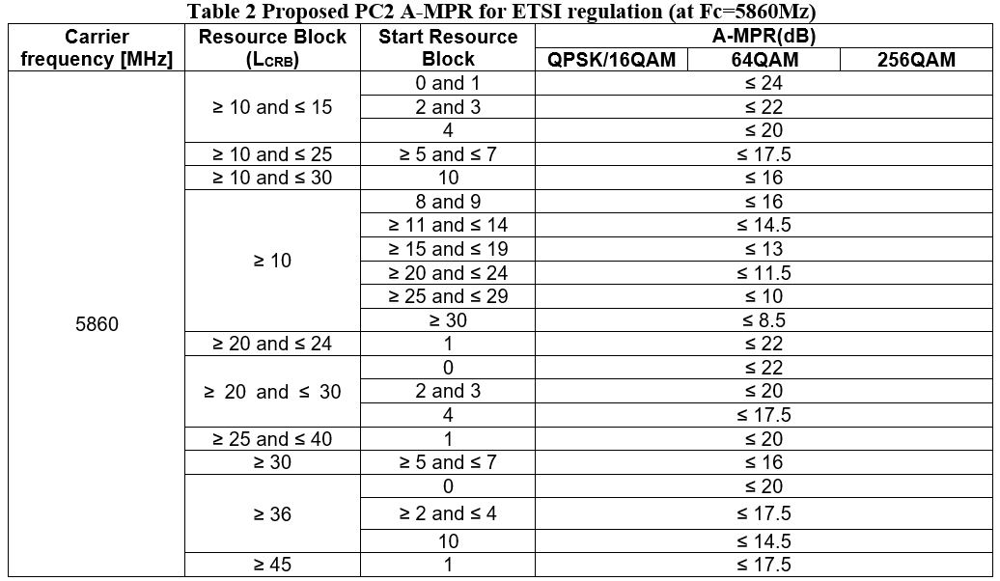 Table 2 Proposed PC2 A-MPR for ETSI regulation (at Fc=5860Mz)
Carrier frequency [MHz] Resource Block (LCRB) Start Resource Block A-MPR(dB)
QPSK/16QAM 64QAM 256QAM
5860
≥ 10 and ≤ 15 0 and 1 ≤ 24
2 and 3 ≤ 22
4 ≤ 20
≥ 10 and ≤ 25 ≥ 5 and ≤ 7 ≤ 17.5
≥ 10 and ≤ 30 10 ≤ 16
≥ 10 8 and 9 ≤ 16
≥ 11 and ≤ 14 ≤ 14.5
≥ 15 and ≤ 19 ≤ 13
≥ 20 and ≤ 24 ≤ 11.5
≥ 25 and ≤ 29 ≤ 10
≥ 30 ≤ 8.5
≥ 20 and ≤ 24 1 ≤ 22
≥ 20 and ≤ 30 0 ≤ 22
2 and 3 ≤ 20
4 ≤ 17.5
≥ 25 and ≤ 40 1 ≤ 20
≥ 30 ≥ 5 and ≤ 7 ≤ 16
≥ 36 0 ≤ 20
≥ 2 and ≤ 4 ≤ 17.5
10 ≤ 14.5
≥ 45 1 ≤ 17.5